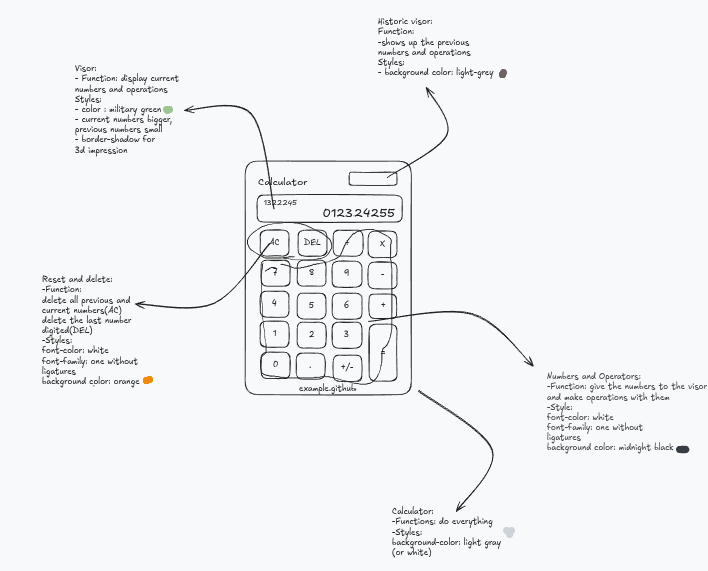 Historic visor:
Function:
-shows up the previous
numbers and operations
Styles:
- background color: light-grey
Visor:
- Function: display current
numbers and operations
Styles:
- color : military green
- current numbers bigger,
previous numbers small
- border-shadow for
3d impression
Calculator
1322245
012324255
AC DEL ÷ X
7 8 9 -
4 5 6 +
1 2 3
=
0 . +/-
example.github
Reset and delete:
-Function:
delete all previous and
current numbers(AC)
delete the last number
digited(DEL)
-Styles:
font-color: white
font-family: one without
ligatures
background color: orange
Numbers and Operators:
-Function: give the numbers to the visor
and make operations with them
-Style:
font-color: white
font-family: one without
ligatures
background color: midnight black
Calculator:
-Functions: do everything
-Styles:
background-color: light gray
(or white)